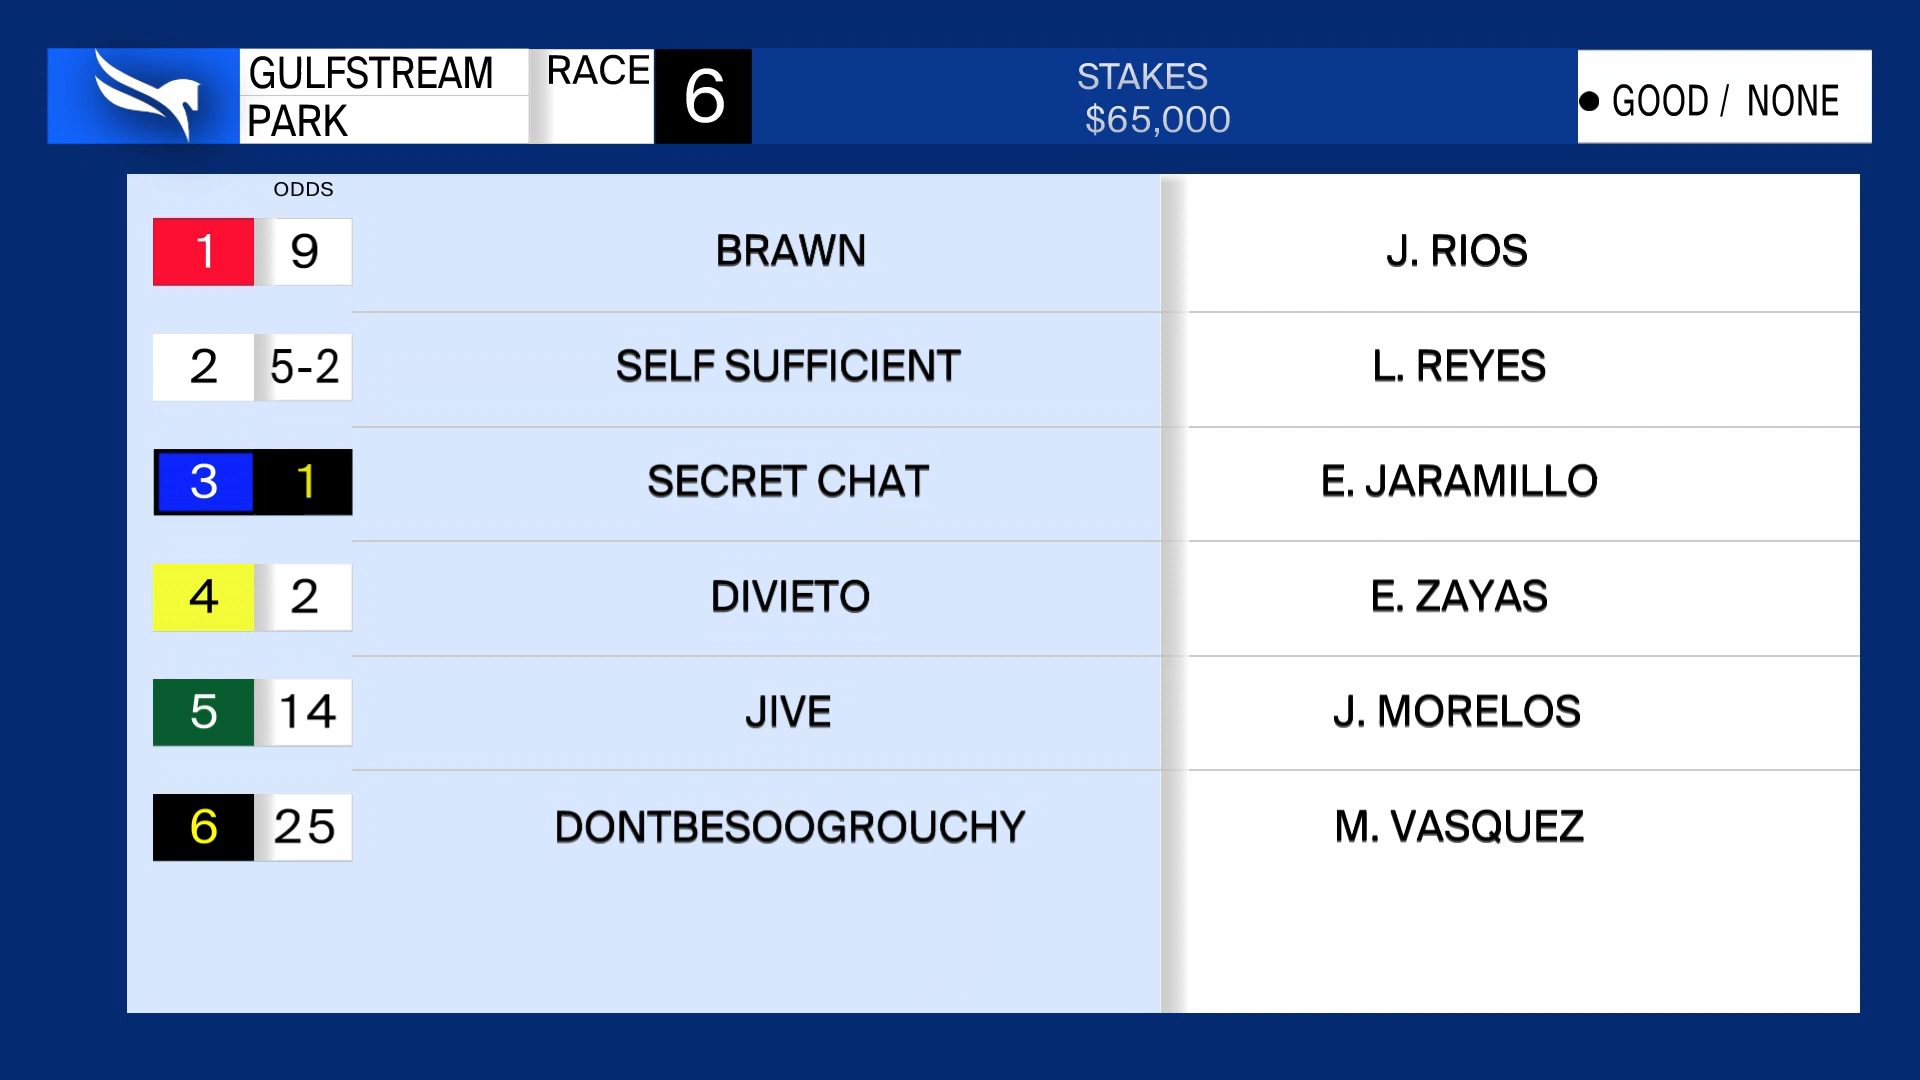 GULFSTREAM
PARK
RACE
6
STAKES
$65,000
GOOD / NONE
ODDS
1 9 BRAWN J. RIOS
2 5-2 SELF SUFFICIENT L. REYES
3 1 SECRET CHAT E. JARAMILLO
4 2 DIVIETO E. ZAYAS
5 14 JIVE J. MORELOS
6 25 DONTBESOOGROUCHY M. VASQUEZ